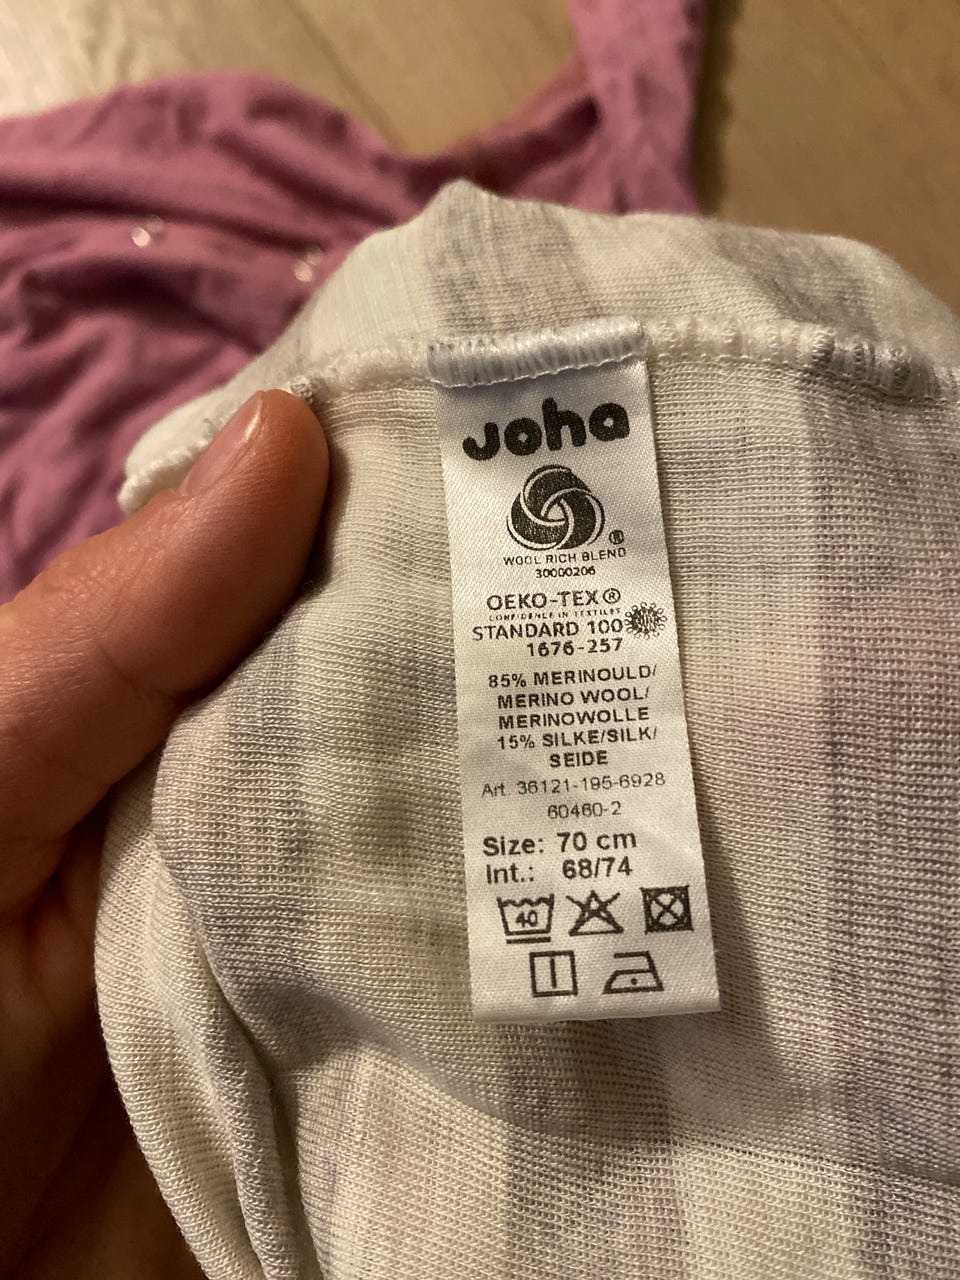 Joha
®
WOOL RICH BLEND
30000206
OEKO-TEX®
CONFIDENCE IN TEXTILES
STANDARD 100
1676-257
85% MERINOULD/
MERINO WOOL/
MERINOWOLLE
15% SILKE/SILK/
SEIDE
Art. 36121-195-6928
60460-2
Size: 70 cm
Int.: 68/74
40